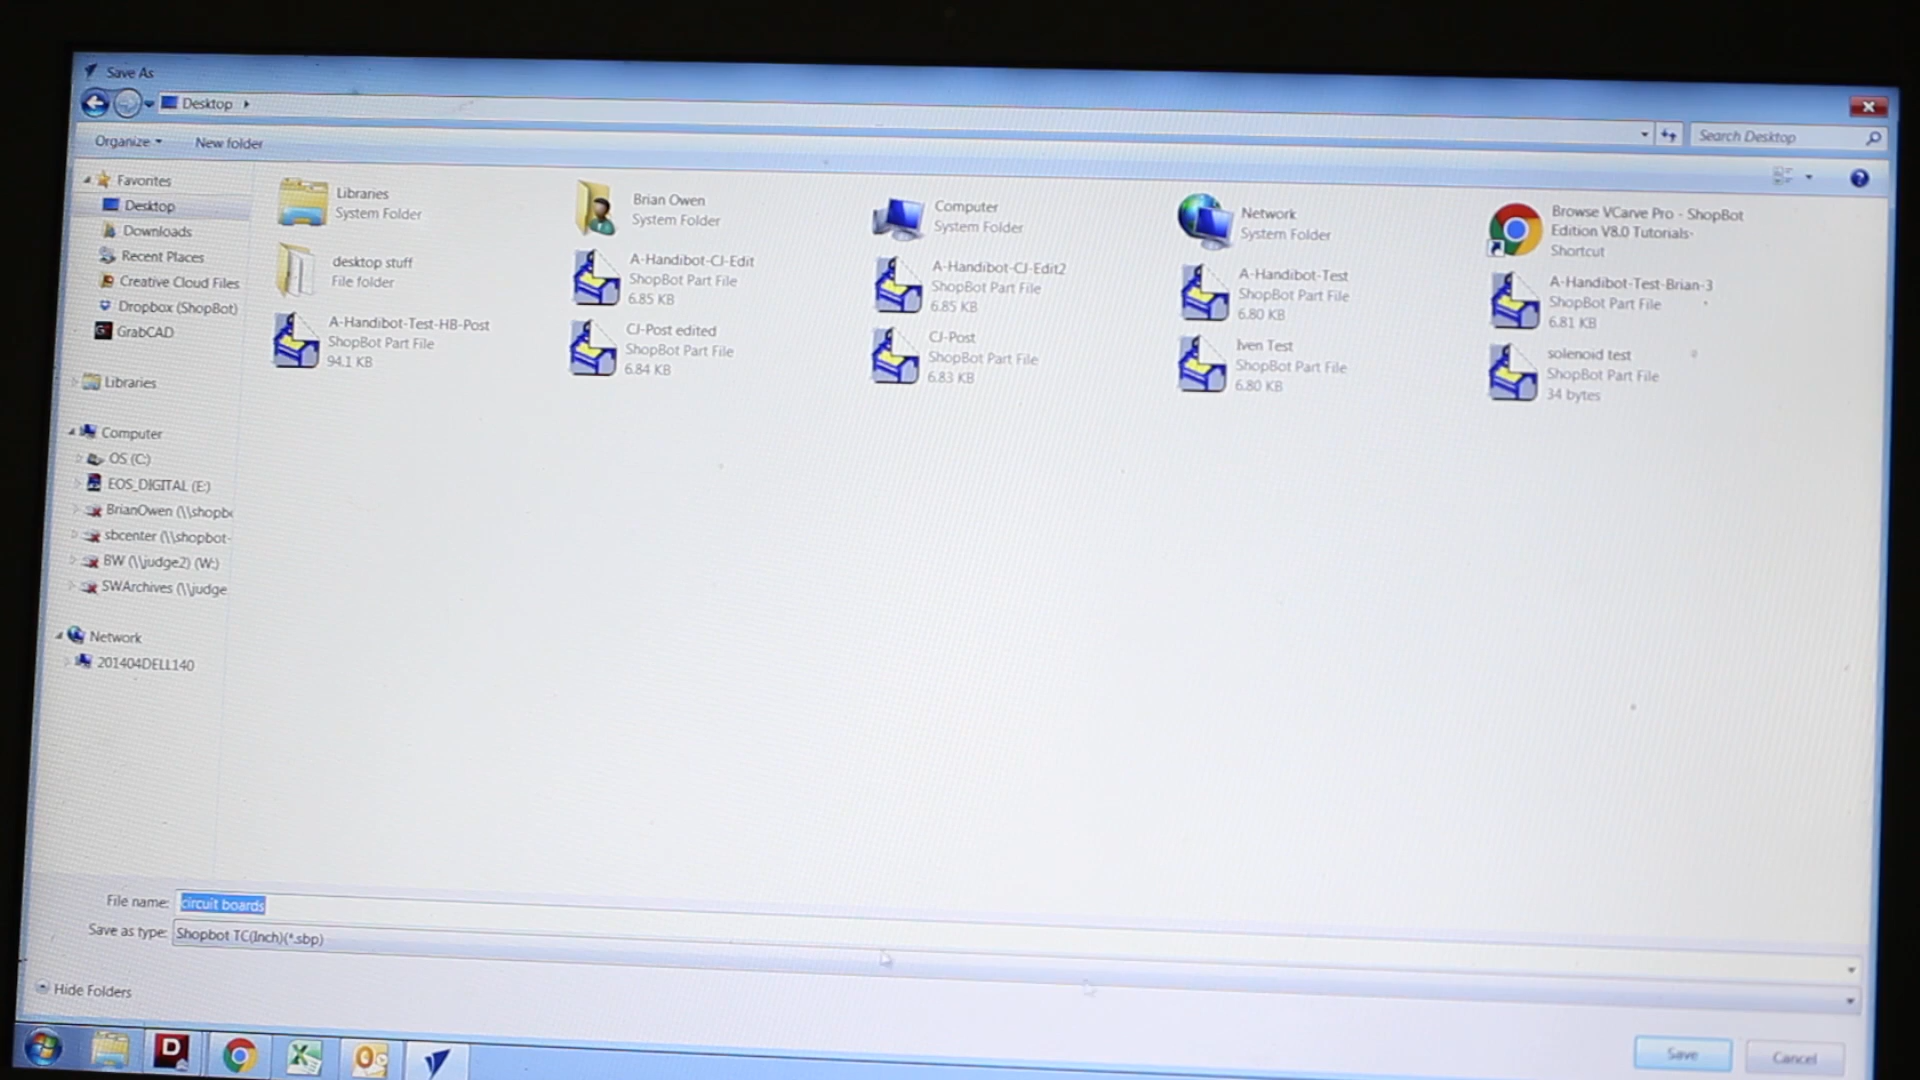 Save As
Desktop
Search Desktop
Organize
New folder
Favorites
Desktop
Downloads
Recent Places
Creative Cloud Files
Dropbox (ShopBot)
GrabCAD
Libraries
Computer
OS (C:)
EOS_DIGITAL (E:)
BrianOwen (\\shopb
sbcenter (\\shopbot-
BW (\\judge2) (W:)
SWArchives (\\judge
Network
201404DELL140
Libraries
System Folder
Brian Owen
System Folder
Computer
System Folder
Network
System Folder
Browse VCarve Pro - ShopBot
Edition V8.0 Tutorials-
Shortcut
desktop stuff
File folder
A-Handibot-CJ-Edit
ShopBot Part File
6.85 KB
A-Handibot-CJ-Edit2
ShopBot Part File
6.85 KB
A-Handibot-Test
ShopBot Part File
6.80 KB
A-Handibot-Test-Brian-3
ShopBot Part File
6.81 KB
A-Handibot-Test-HB-Post
ShopBot Part File
94.1 KB
CJ-Post edited
ShopBot Part File
6.84 KB
CJ-Post
ShopBot Part File
6.83 KB
Iven Test
ShopBot Part File
6.80 KB
solenoid test
ShopBot Part File
34 bytes
File name: circuit boards
Save as type: Shopbot TC(Inch)(*.sbp)
Hide Folders
Save
Cancel